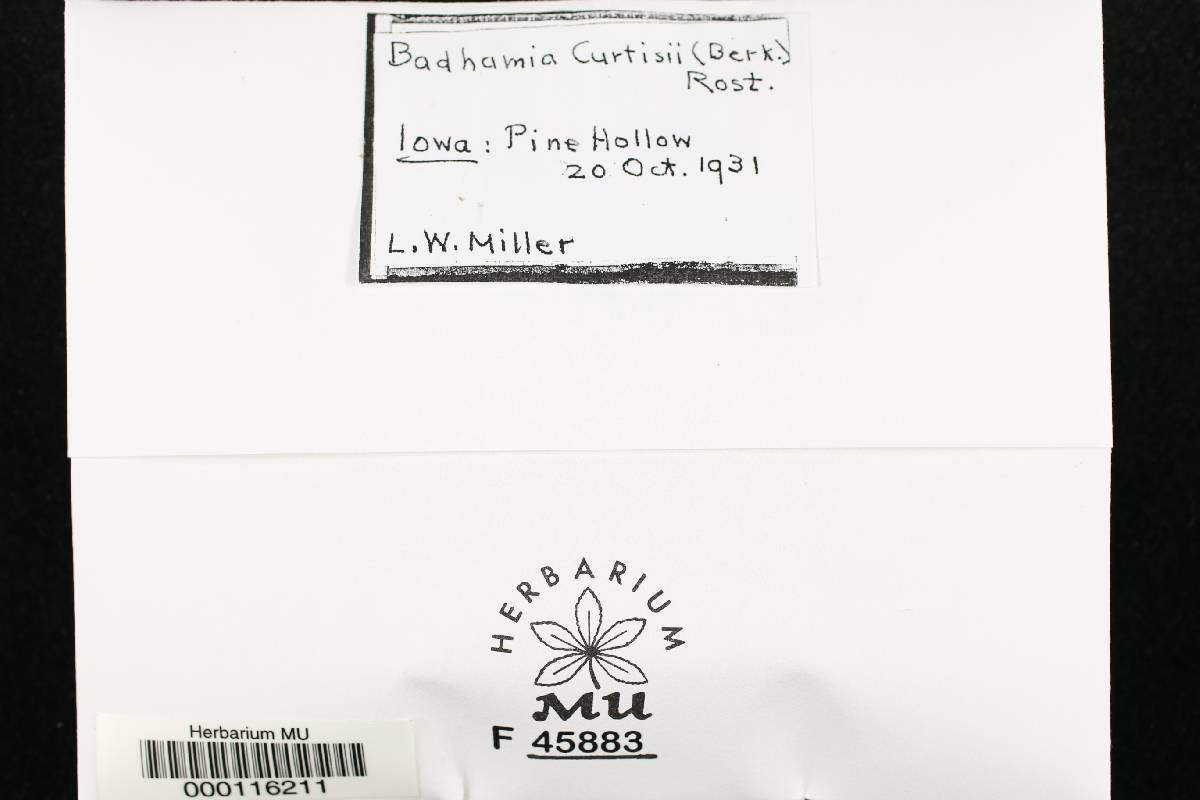 Badhamia Curtisii (Berk.)
Rost.
Iowa: Pine Hollow
20 Oct. 1931
L.W. Miller
HERBARIUM
MU
F 45883
Herbarium MU
000116211